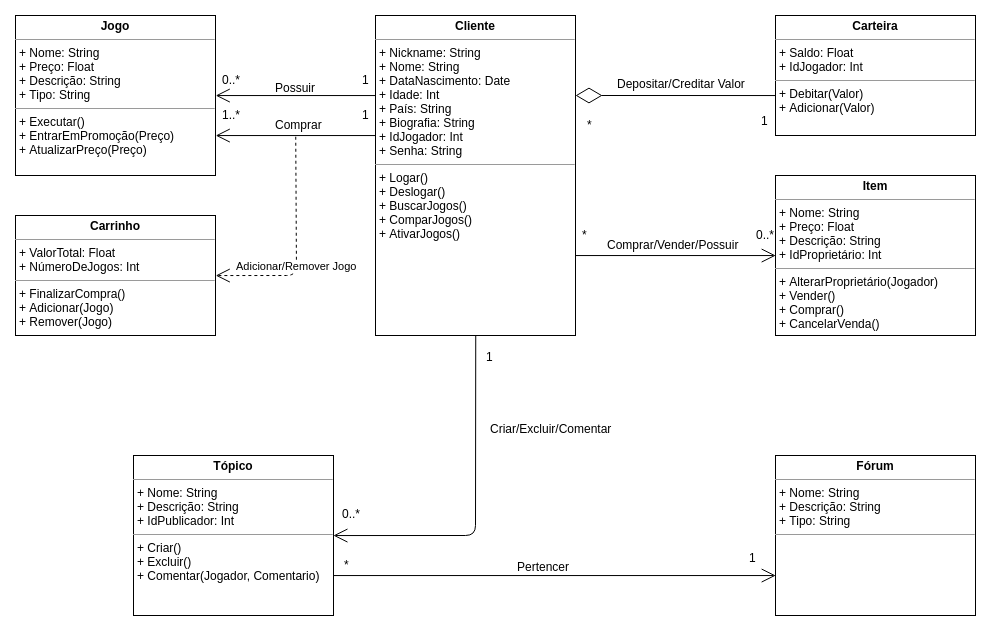 Jogo
+ Nome: String
+ Preço: Float
+ Descrição: String
+ Tipo: String
+ Executar()
+ EntrarEmPromoção(Preço)
+ AtualizarPreço(Preço)
0..*
Possuir
1
1..*
Comprar
1
Cliente
+ Nickname: String
+ Nome: String
+ DataNascimento: Date
+ Idade: Int
+ País: String
+ Biografia: String
+ IdJogador: Int
+ Senha: String
+ Logar()
+ Deslogar()
+ BuscarJogos()
+ ComparJogos()
+ AtivarJogos()
Depositar/Creditar Valor
*
1
Carteira
+ Saldo: Float
+ IdJogador: Int
+ Debitar(Valor)
+ Adicionar(Valor)
Carrinho
+ ValorTotal: Float
+ NúmeroDeJogos: Int
+ FinalizarCompra()
+ Adicionar(Jogo)
+ Remover(Jogo)
Adicionar/Remover Jogo
*
Comprar/Vender/Possuir
0..*
Item
+ Nome: String
+ Preço: Float
+ Descrição: String
+ IdProprietário: Int
+ AlterarProprietário(Jogador)
+ Vender()
+ Comprar()
+ CancelarVenda()
1
Criar/Excluir/Comentar
0..*
Tópico
+ Nome: String
+ Descrição: String
+ IdPublicador: Int
+ Criar()
+ Excluir()
+ Comentar(Jogador, Comentario)
*
Pertencer
1
Fórum
+ Nome: String
+ Descrição: String
+ Tipo: String